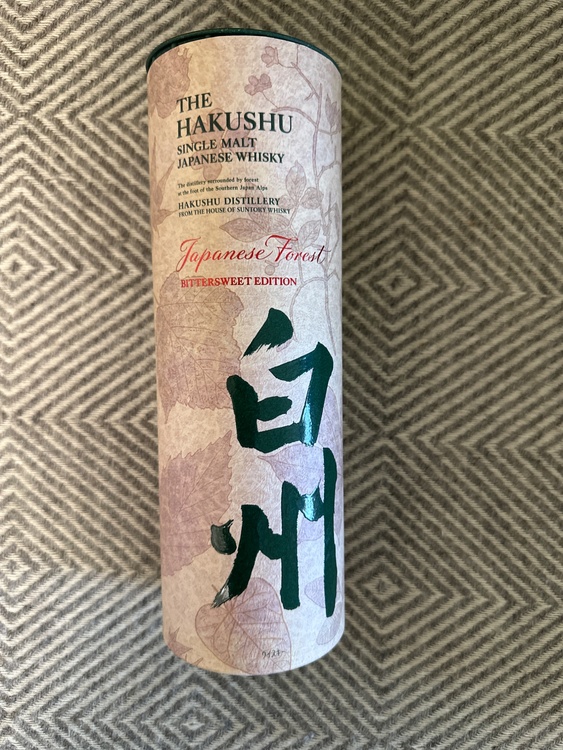 THE
HAKUSHU
SINGLE MALT
JAPANESE WHISKY
The distillery surrounded by forest
at the foot of the Southern Japan Alps
HAKUSHU DISTILLERY
FROM THE HOUSE OF SUNTORY WHISKY
Japanese Forest
BITTERSWEET EDITION
白
州